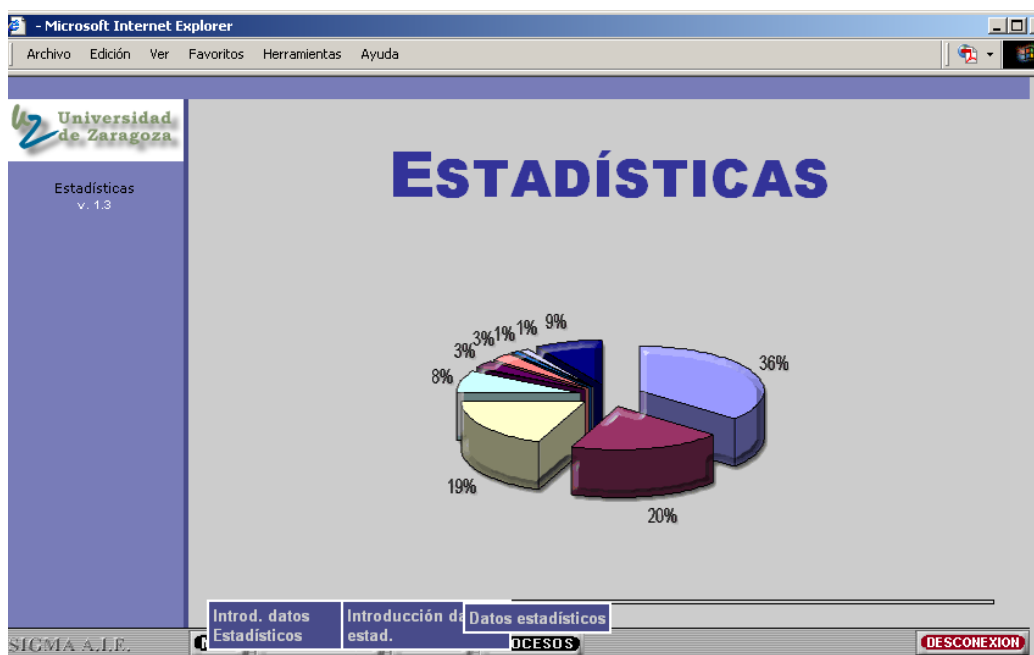 - Microsoft Internet Explorer
Archivo Edición Ver Favoritos Herramientas Ayuda
Universidad
de Zaragoza
Estadísticas
v. 1.3
ESTADÍSTICAS
9%
1%
1%
3%
3%
8%
36%
19%
20%
Introd. datos
Estadísticos
Introducción da
estad.
Datos estadísticos
SIGMA A.I.E.
OCESOS
DESCONEXION